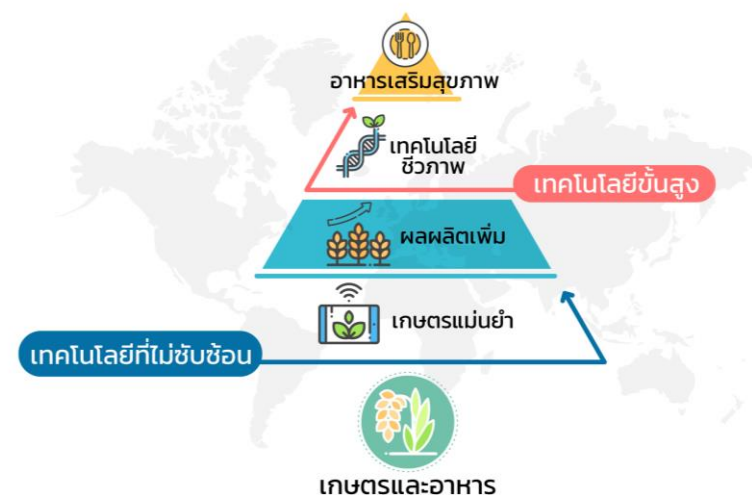 อาหารเสริมสุขภาพ
เทคโนโลยี
ชีวภาพ
เทคโนโลยีขั้นสูง
ผลผลิตเพิ่ม
เกษตรแม่นยำ
เทคโนโลยีที่ไม่ซับซ้อน
เกษตรและอาหาร